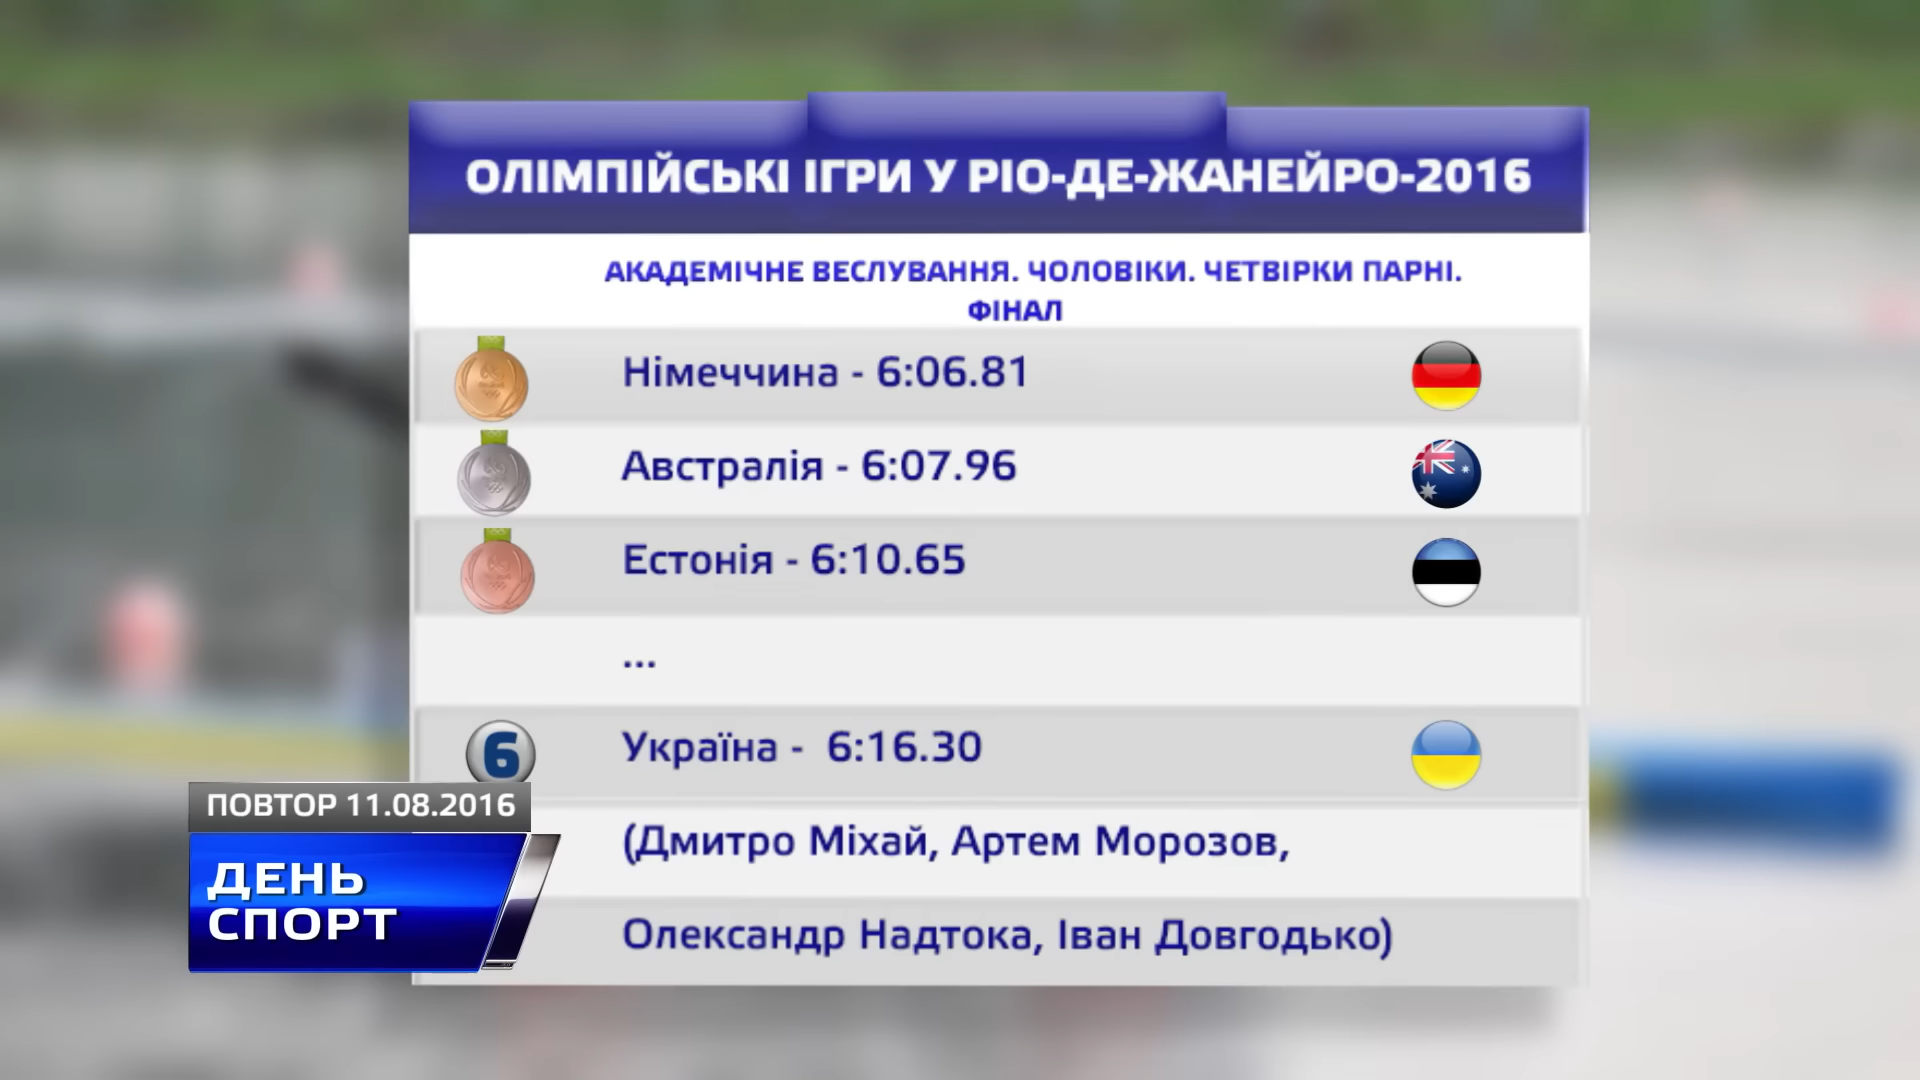 ОЛІМПІЙСЬКІ ІГРИ У РІО-ДЕ-ЖАНЕЙРО-2016
АКАДЕМІЧНЕ ВЕСЛУВАННЯ. ЧОЛОВІКИ. ЧЕТВІРКИ ПАРНІ.
ФІНАЛ
Німеччина - 6:06.81
Австралія - 6:07.96
Естонія - 6:10.65
...
6 Україна - 6:16.30
(Дмитро Міхай, Артем Морозов,
Олександр Надтока, Іван Довгодько)
ПОВТОР 11.08.2016
ДЕНЬ
СПОРТ